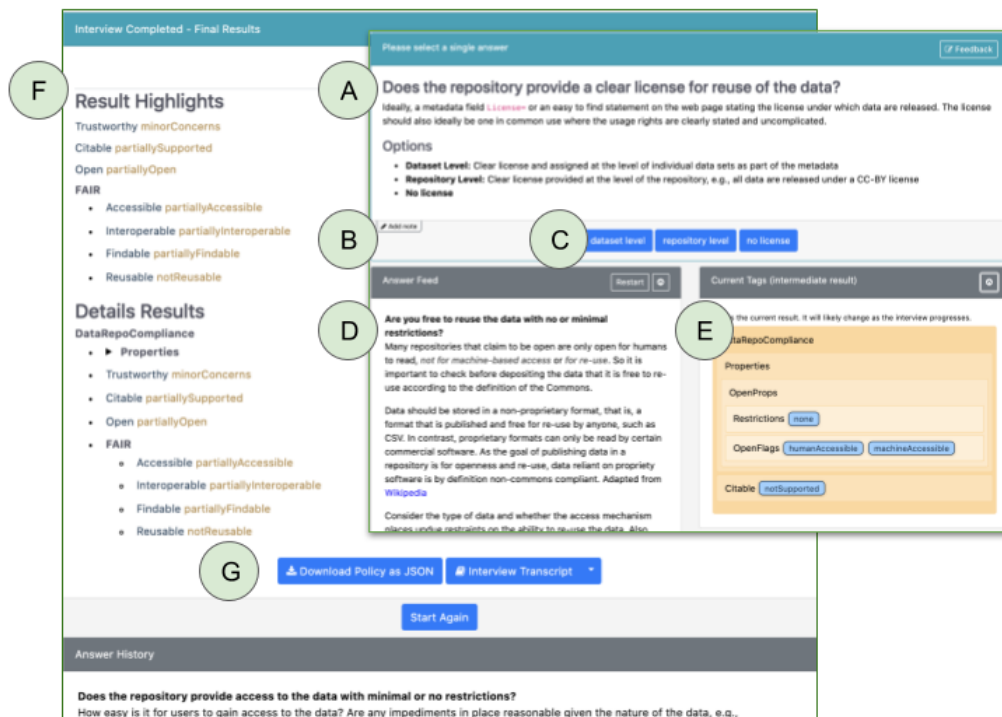 Interview Completed - Final Results
F
Result Highlights
Trustworthy minorConcerns
Citable partiallySupported
Open partiallyOpen
FAIR
• Accessible partiallyAccessible
• Interoperable partiallyInteroperable
• Findable partiallyFindable
• Reusable notReusable
Details Results
DataRepoCompliance
• ▶ Properties
• Trustworthy minorConcerns
• Citable partiallySupported
• Open partiallyOpen
• FAIR
Accessible partiallyAccessible
Interoperable partiallyInteroperable
Findable partiallyFindable
Reusable notReusable
G
Download Policy as JSON
Interview Transcript
Start Again
Answer History
Does the repository provide access to the data with minimal or no restrictions?
How easy is it for users to gain access to the data? Are any impediments in place reasonable given the nature of the data, e.g.,
Please select a single answer
Feedback
A
Does the repository provide a clear license for reuse of the data?
Ideally, a metadata field License= or an easy to find statement on the web page stating the license under which data are released. The license
should also ideally be one in common use where the usage rights are clearly stated and uncomplicated.
Options
• Dataset Level: Clear license and assigned at the level of individual data sets as part of the metadata
• Repository Level: Clear license provided at the level of the repository, e.g., all data are released under a CC-BY license
• No license
B
Add note
C
dataset level
repository level
no license
Answer Feed
Restart
D
Are you free to reuse the data with no or minimal
restrictions?
Many repositories that claim to be open are only open for humans
to read, not for machine-based access or for re-use. So it is
important to check before depositing the data that it is free to re-
use according to the definition of the Commons.
Data should be stored in a non-proprietary format, that is, a
format that is published and free for re-use by anyone, such as
CSV. In contrast, proprietary formats can only be read by certain
commercial software. As the goal of publishing data in a
repository is for openness and re-use, data reliant on propriety
software is by definition non-commons compliant. Adapted from
Wikipedia
Consider the type of data and whether the access mechanism
places undue restraints on the ability to re-use the data. Also
Current Tags (intermediate result)
E
the current result. It will likely change as the interview progresses.
DataRepoCompliance
Properties
OpenProps
Restrictions none
OpenFlags humanAccessible machineAccessible
Citable notSupported